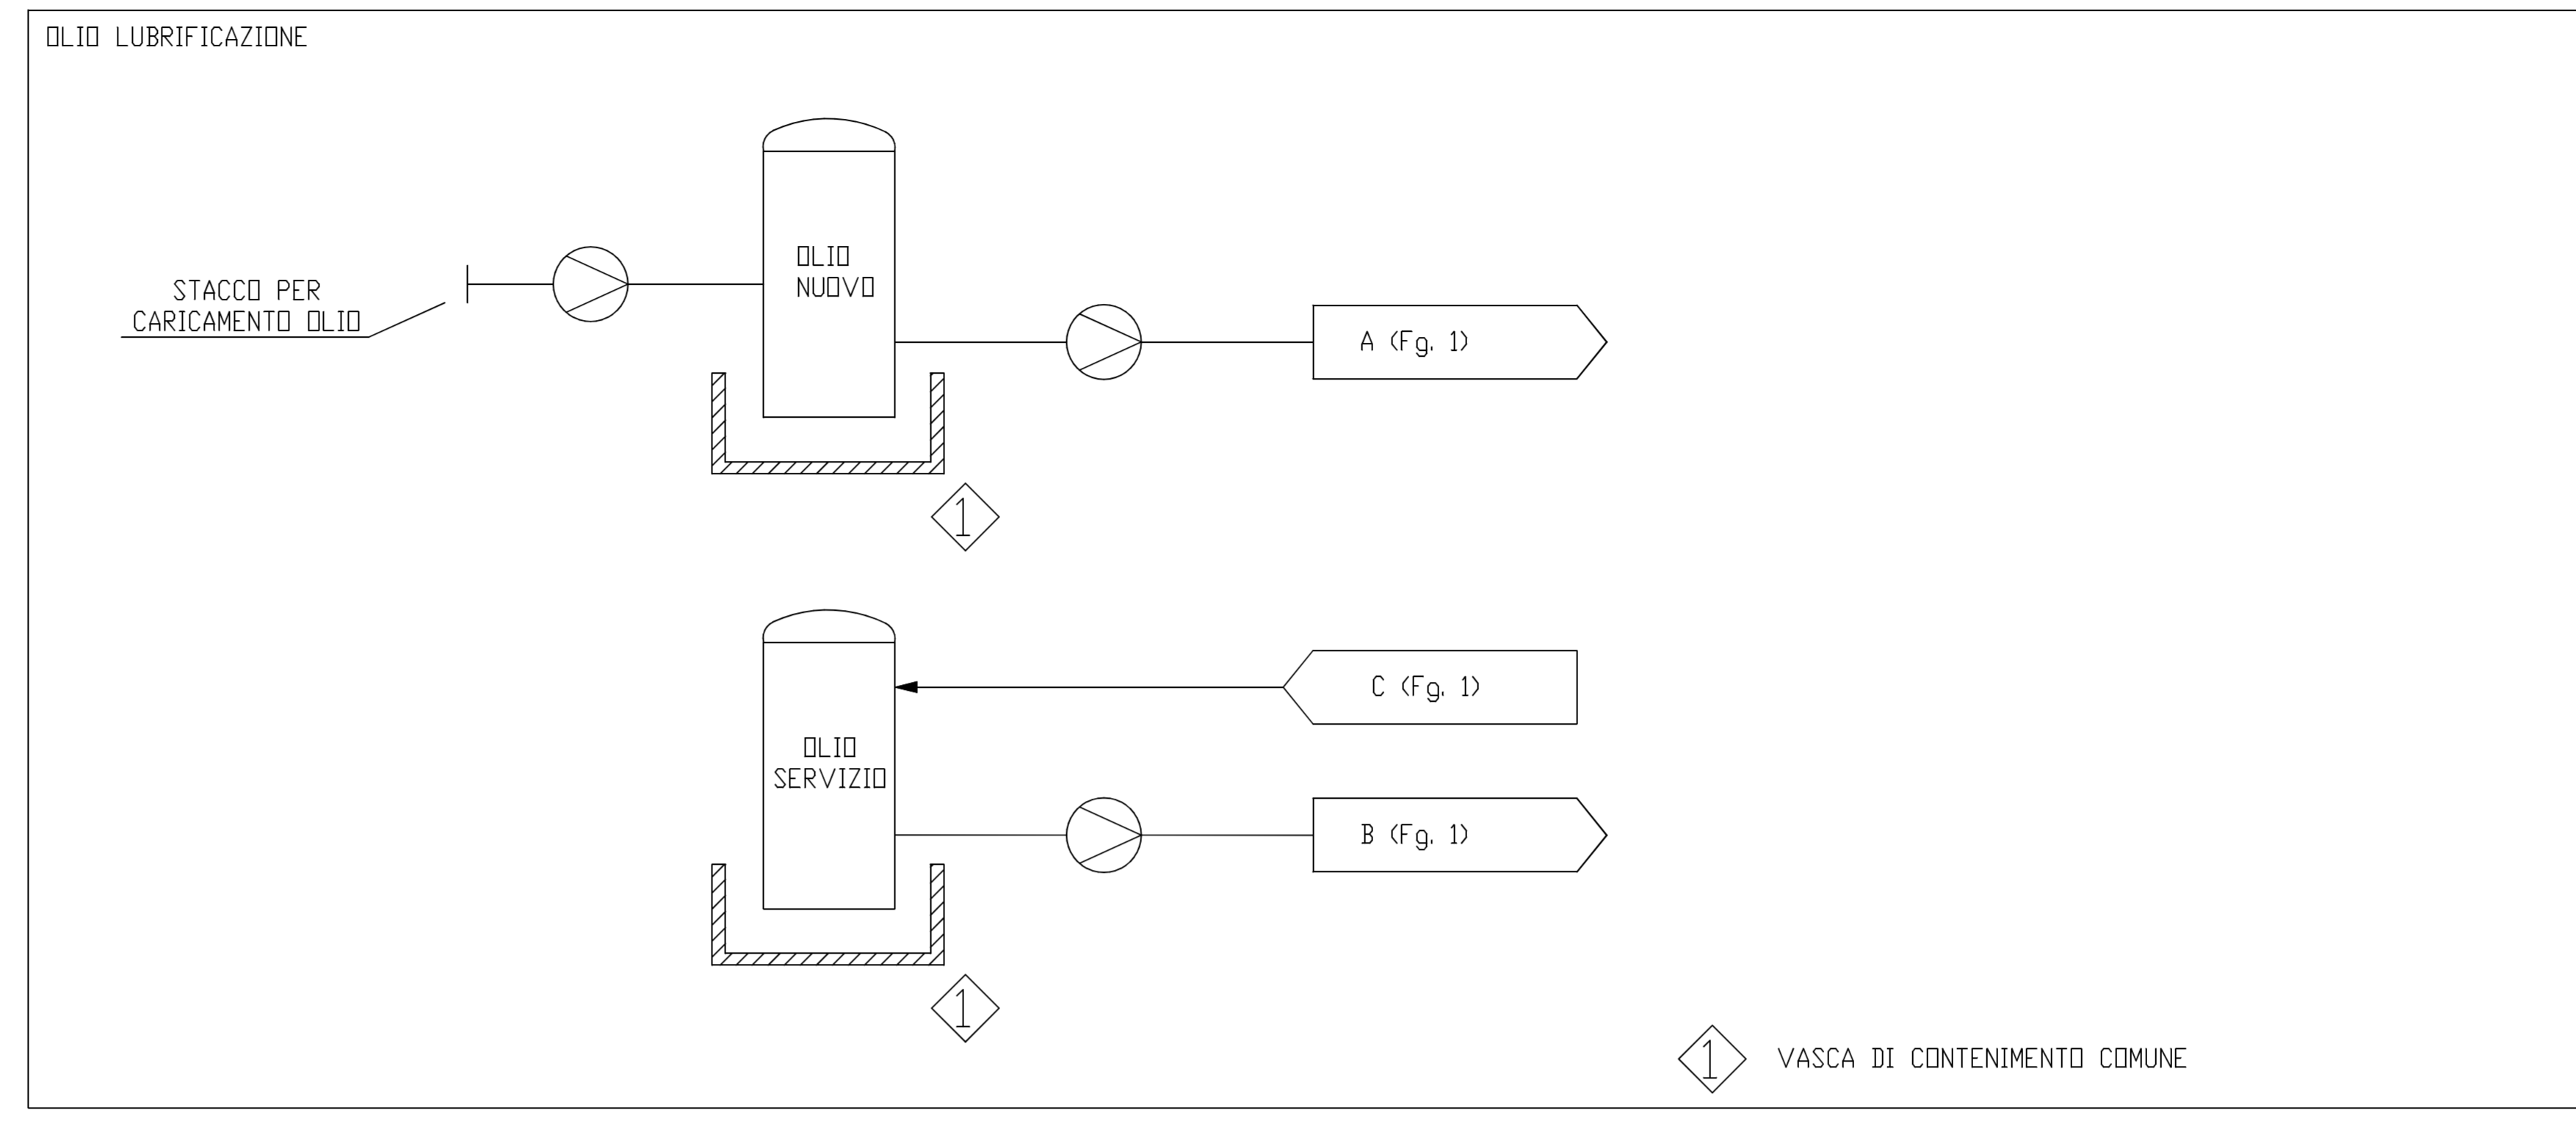 OLIO LUBRIFICAZIONE
OLIO
NUOVO
STACCO PER
CARICAMENTO OLIO
A (Fg. 1)
1
C (Fg. 1)
OLIO
SERVIZIO
B (Fg. 1)
1
1 VASCA DI CONTENIMENTO COMUNE